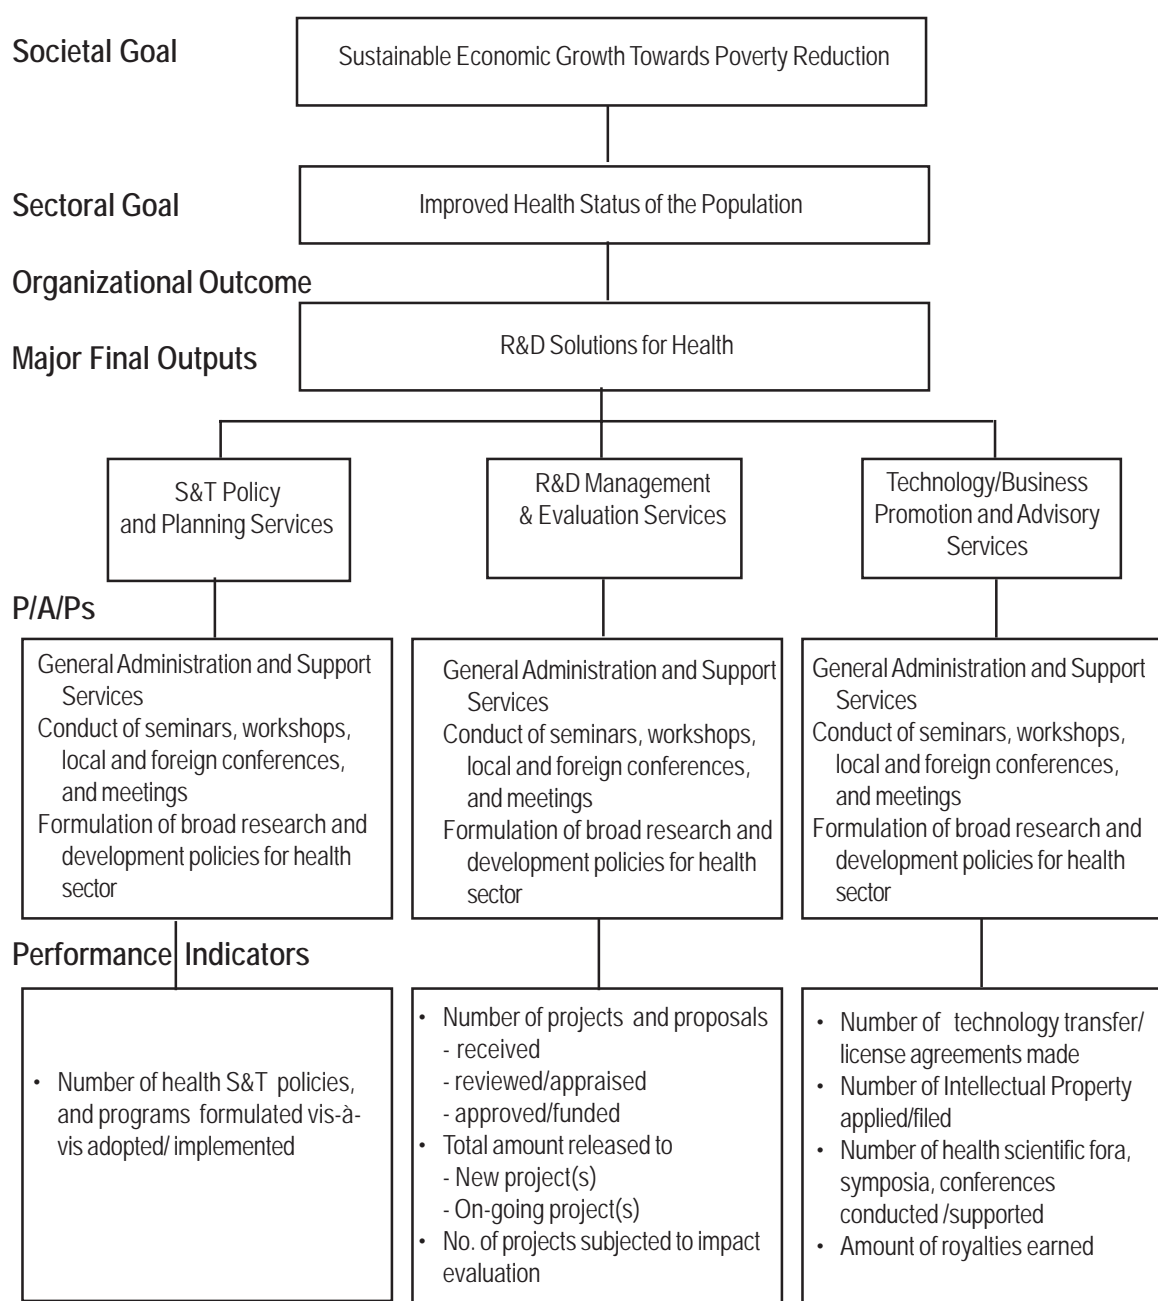 Societal Goal
Sustainable Economic Growth Towards Poverty Reduction
Sectoral Goal
Improved Health Status of the Population
Organizational Outcome
R&D Solutions for Health
Major Final Outputs
S&T Policy
and Planning Services
R&D Management
& Evaluation Services
Technology/Business
Promotion and Advisory
Services
P/A/Ps
General Administration and Support
Services
Conduct of seminars, workshops,
local and foreign conferences,
and meetings
Formulation of broad research and
development policies for health
sector
General Administration and Support
Services
Conduct of seminars, workshops,
local and foreign conferences,
and meetings
Formulation of broad research and
development policies for health
sector
General Administration and Support
Services
Conduct of seminars, workshops,
local and foreign conferences,
and meetings
Formulation of broad research and
development policies for health
sector
Performance Indicators
• Number of health S&T policies,
and programs formulated vis-à-
vis adopted/ implemented
• Number of projects and proposals
- received
- reviewed/appraised
- approved/funded
• Total amount released to
- New project(s)
- On-going project(s)
• No. of projects subjected to impact
evaluation
• Number of technology transfer/
license agreements made
• Number of Intellectual Property
applied/filed
• Number of health scientific fora,
symposia, conferences
conducted /supported
• Amount of royalties earned